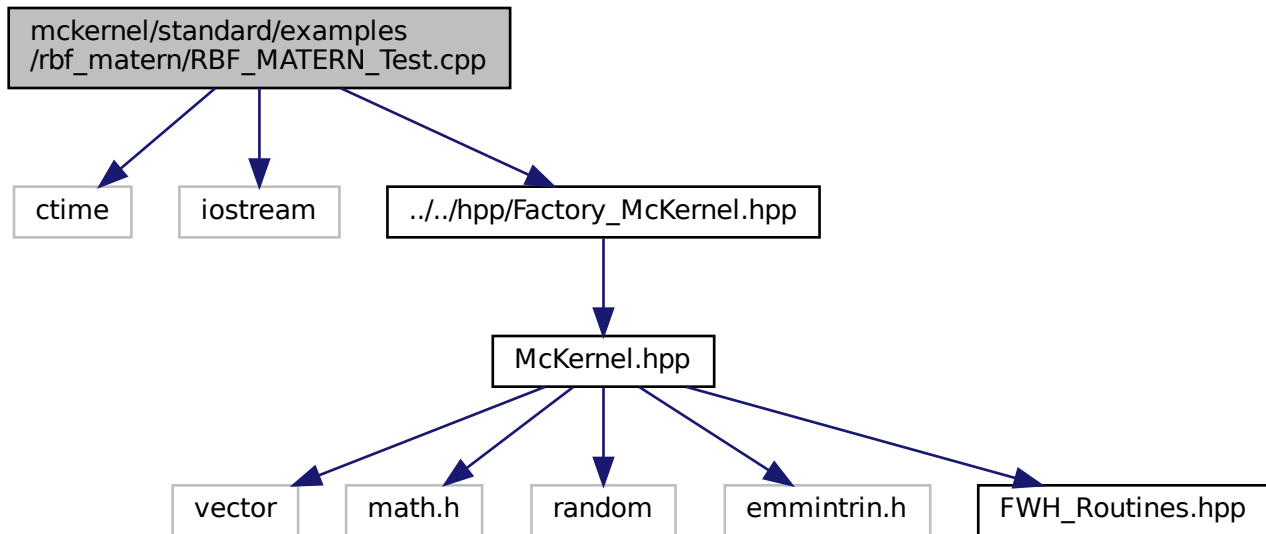 mckernel/standard/examples
/rbf_matern/RBF_MATERN_Test.cpp
ctime
iostream
../../hpp/Factory_McKernel.hpp
McKernel.hpp
vector
math.h
random
emmintrin.h
FWH_Routines.hpp